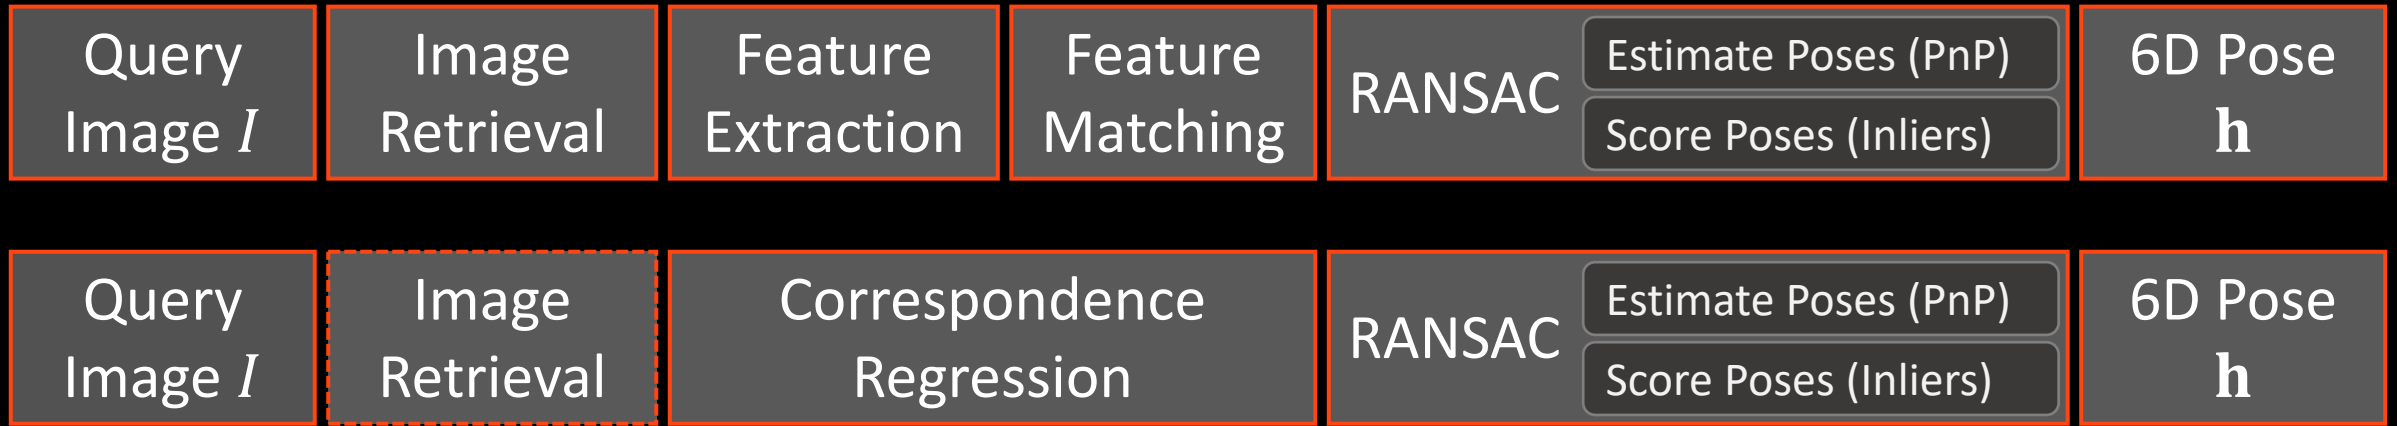 Query
Image I
Image
Retrieval
Feature
Extraction
Feature
Matching
RANSAC
Estimate Poses (PnP)
Score Poses (Inliers)
6D Pose
h
Query
Image I
Image
Retrieval
Correspondence
Regression
RANSAC
Estimate Poses (PnP)
Score Poses (Inliers)
6D Pose
h